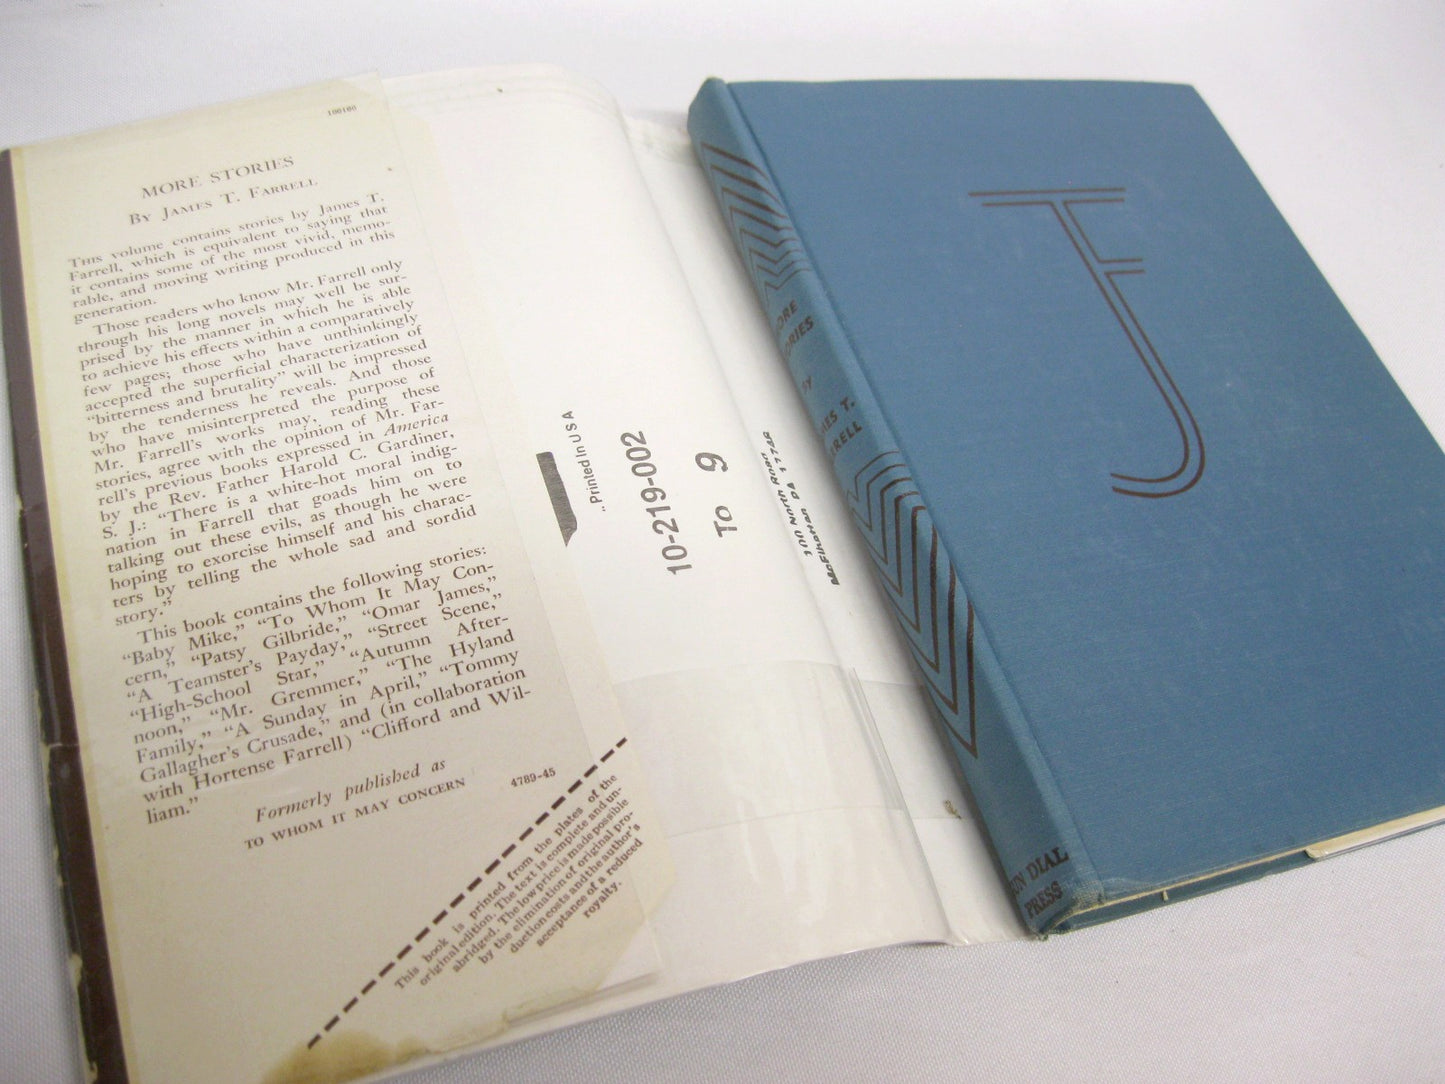 100100
MORE STORIES
BY JAMES T. FARRELL
THIS volume contains stories by James T.
Farrell, which is equivalent to saying that
it contains some of the most vivid, memo-
rable, and moving writing produced in this
generation.
Those readers who know Mr. Farrell only
through his long novels may well be sur-
prised by the manner in which he is able
to achieve his effects within a comparatively
few pages; those who have unthinkingly
accepted the superficial characterization of
“bitterness and brutality” will be impressed
by the tenderness he reveals. And those
who have misinterpreted the purpose of
Mr. Farrell's works may, reading these
stories, agree with the opinion of Mr. Far-
rell's previous books expressed in America
by the Rev. Father Harold C. Gardiner,
S. J.: “There is a white-hot moral indig-
nation in Farrell that goads him on to
talking out these evils, as though he were
hoping to exorcise himself and his charac-
ters by telling the whole sad and sordid
story.”
This book contains the following stories:
“Baby Mike,” “To Whom It May Con-
cern,” “Patsy Gilbride,” “Omar James,”
“A Teamster's Payday,” “Street Scene,”
“High-School Star,” “Autumn After-
noon,” “Mr. Gremmer,” “The Hyland
Family,” “A Sunday in April,” “Tommy
Gallagher's Crusade,” and (in collaboration
with Hortense Farrell) “Clifford and Wil-
liam.”
Formerly published as
TO WHOM IT MAY CONCERN
4789-45
This book is printed from the plates of the
original edition. The text is complete and un-
abridged. The low price is made possible
by the elimination of original pro-
duction costs and the author's
acceptance of a reduced
royalty.
Printed in U S A
10-219-002
To 9
North Road
JF
MORE
STORIES
BY
JAMES T.
FARRELL
SUN DIAL
PRESS